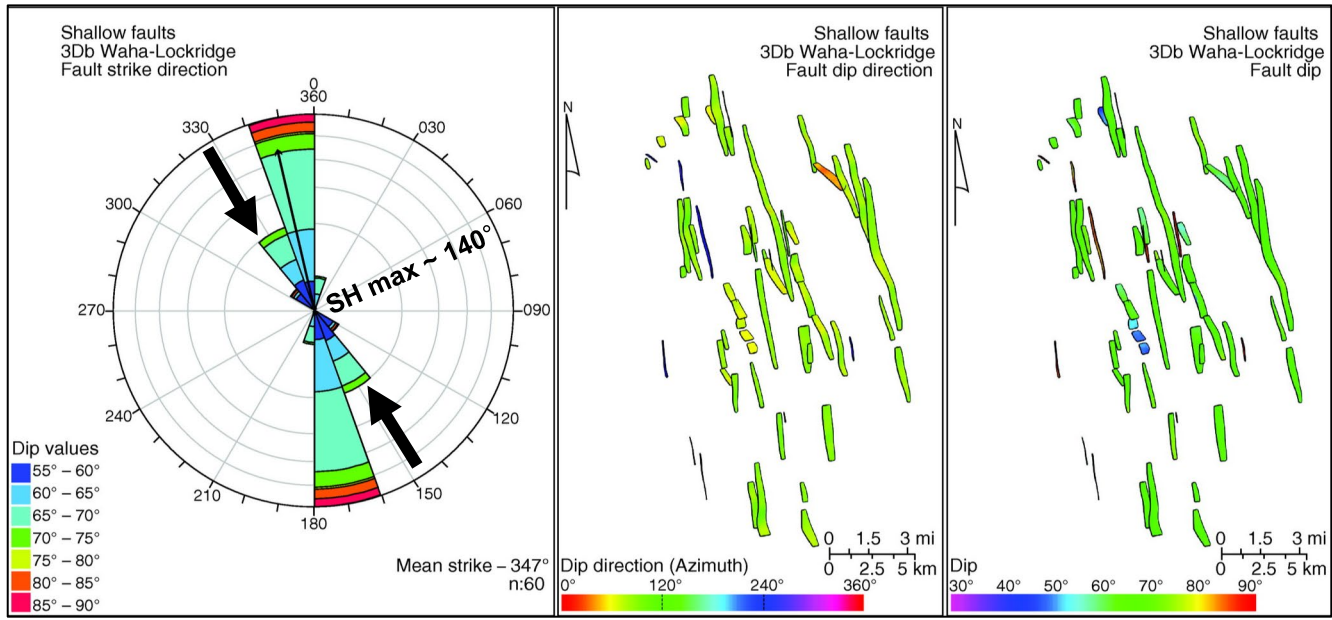 Shallow faults
3Db Waha-Lockridge
Fault strike direction
0
360
330
030
300
060
SH max ~ 140°
270
090
240
120
210
150
180
Dip values
55° – 60°
60° – 65°
65° – 70°
70° – 75°
75° – 80°
80° – 85°
85° – 90°
Mean strike – 347°
n:60
Shallow faults
3Db Waha-Lockridge
Fault dip direction
N
0 1.5 3 mi
0 2.5 5 km
Dip direction (Azimuth)
0° 120° 240° 360°
Shallow faults
3Db Waha-Lockridge
Fault dip
N
0 1.5 3 mi
0 2.5 5 km
Dip
30° 40° 50° 60° 70° 80° 90°